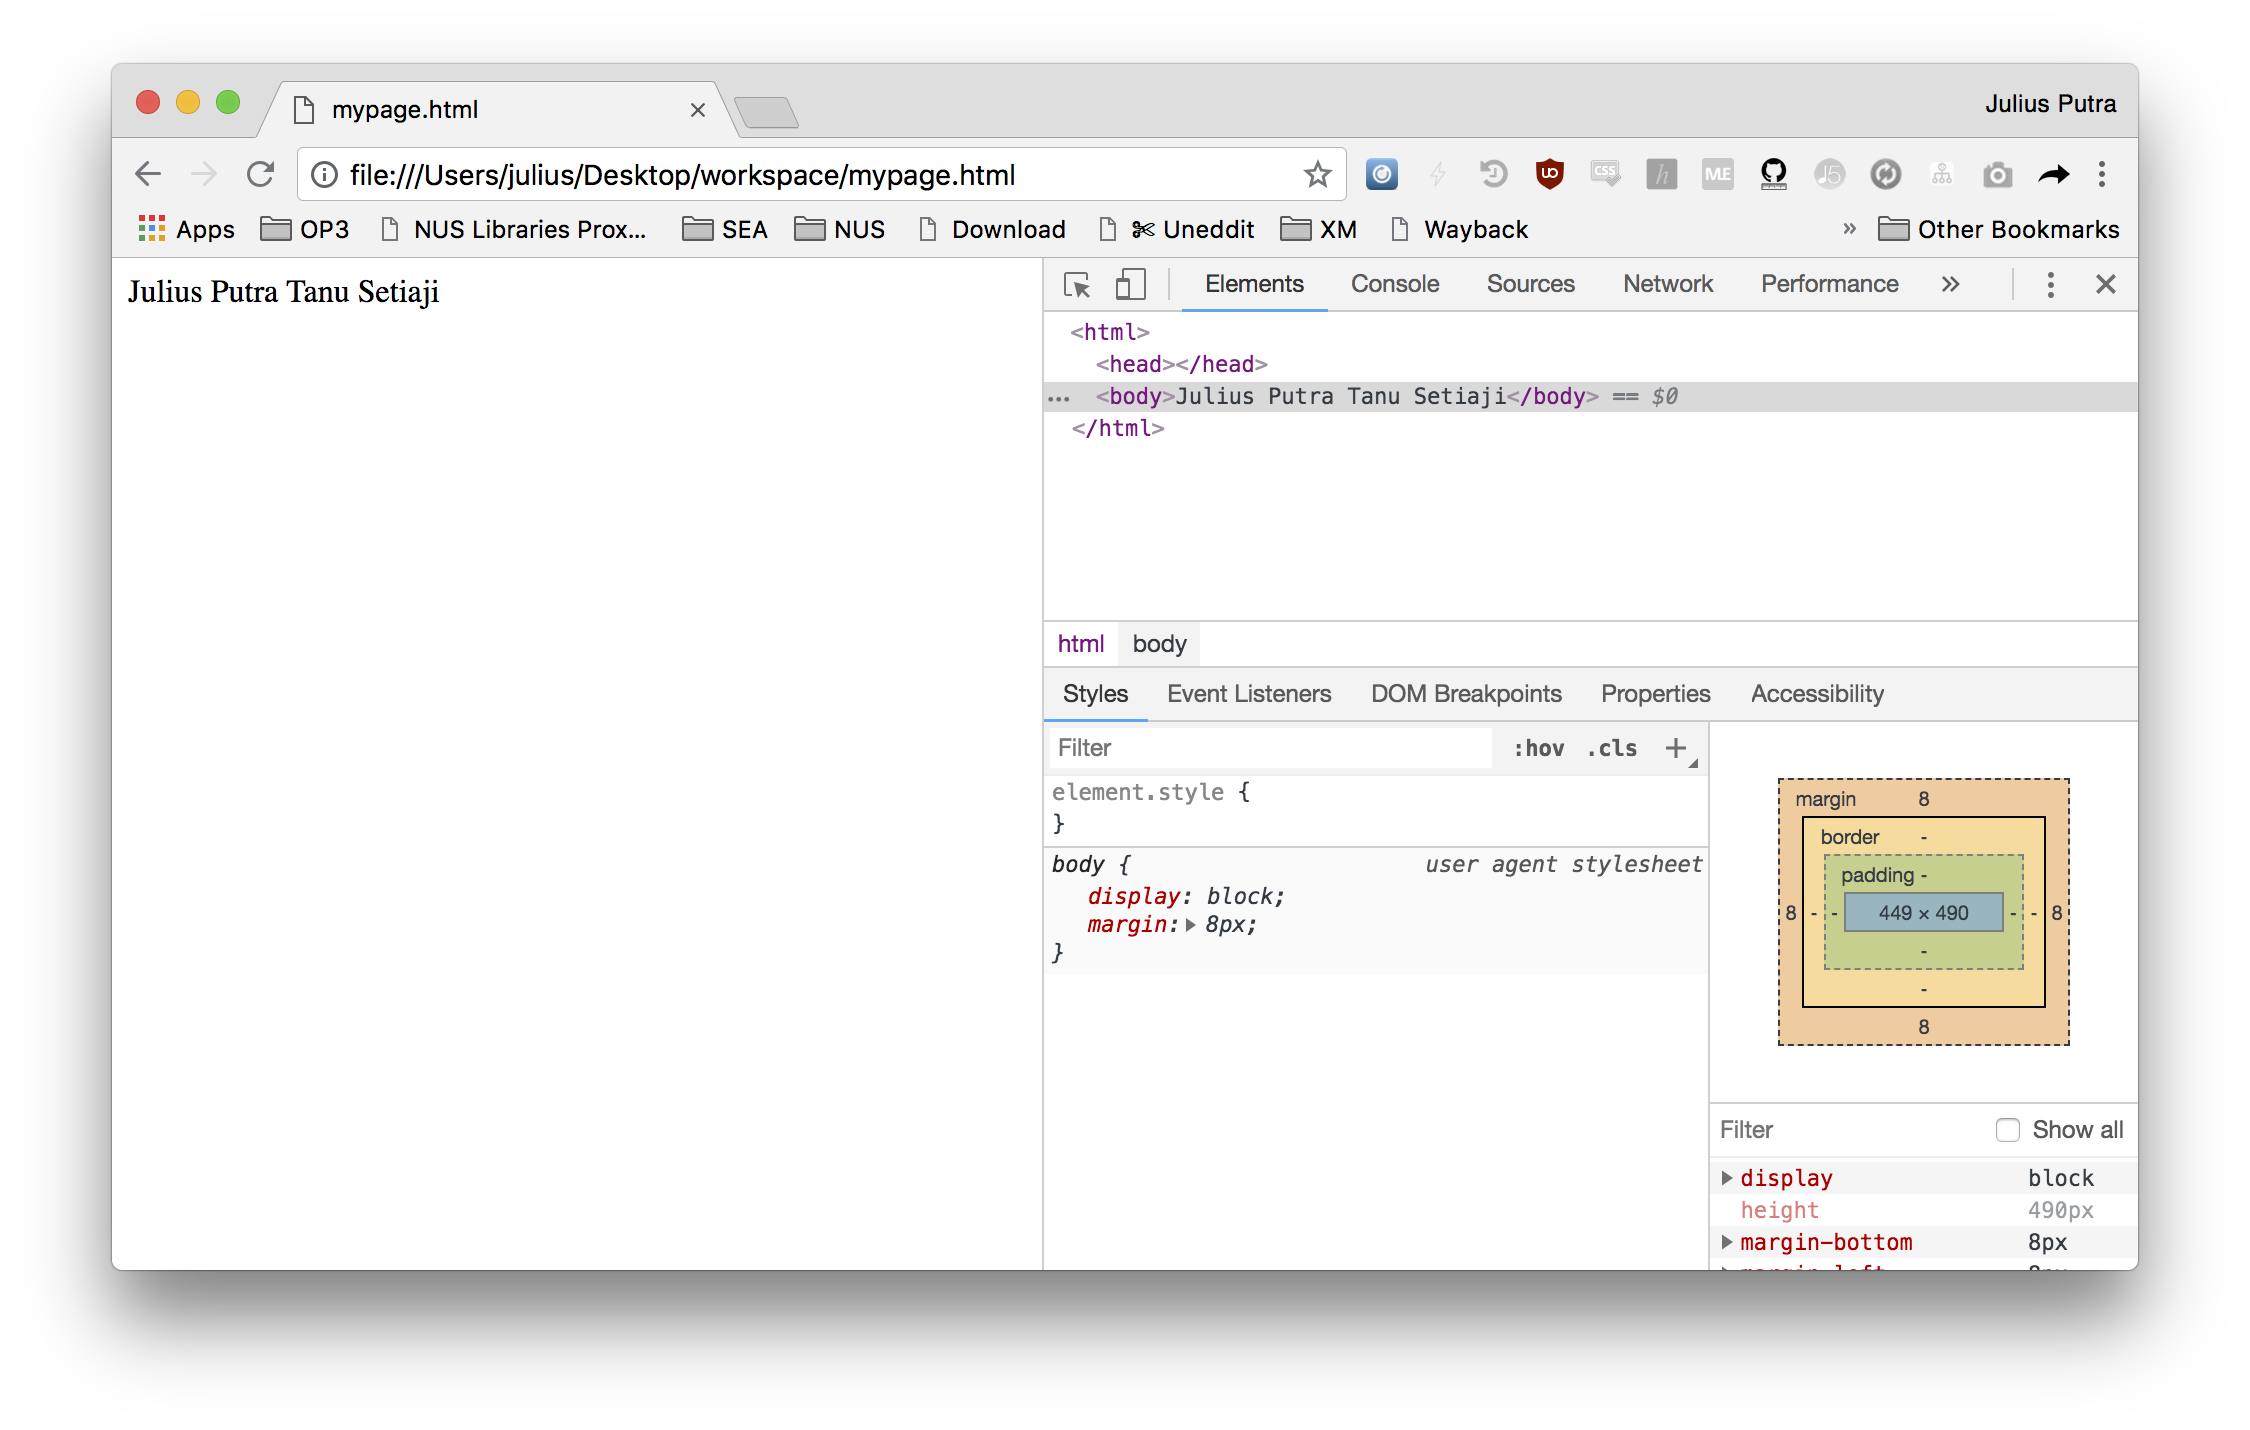 mypage.html
Julius Putra
file:///Users/julius/Desktop/workspace/mypage.html
Apps OP3 NUS Libraries Prox... SEA NUS Download ✄ Uneddit XM Wayback » Other Bookmarks
Julius Putra Tanu Setiaji
Elements Console Sources Network Performance »
<html>
<head></head>
... <body>Julius Putra Tanu Setiaji</body> == $0
</html>
html body
Styles Event Listeners DOM Breakpoints Properties Accessibility
Filter :hov .cls +
element.style {
}
body { user agent stylesheet
display: block;
margin: 8px;
}
margin 8
border -
padding -
8 - - 449 × 490 - - 8
-
-
8
Filter Show all
display block
height 490px
margin-bottom 8px